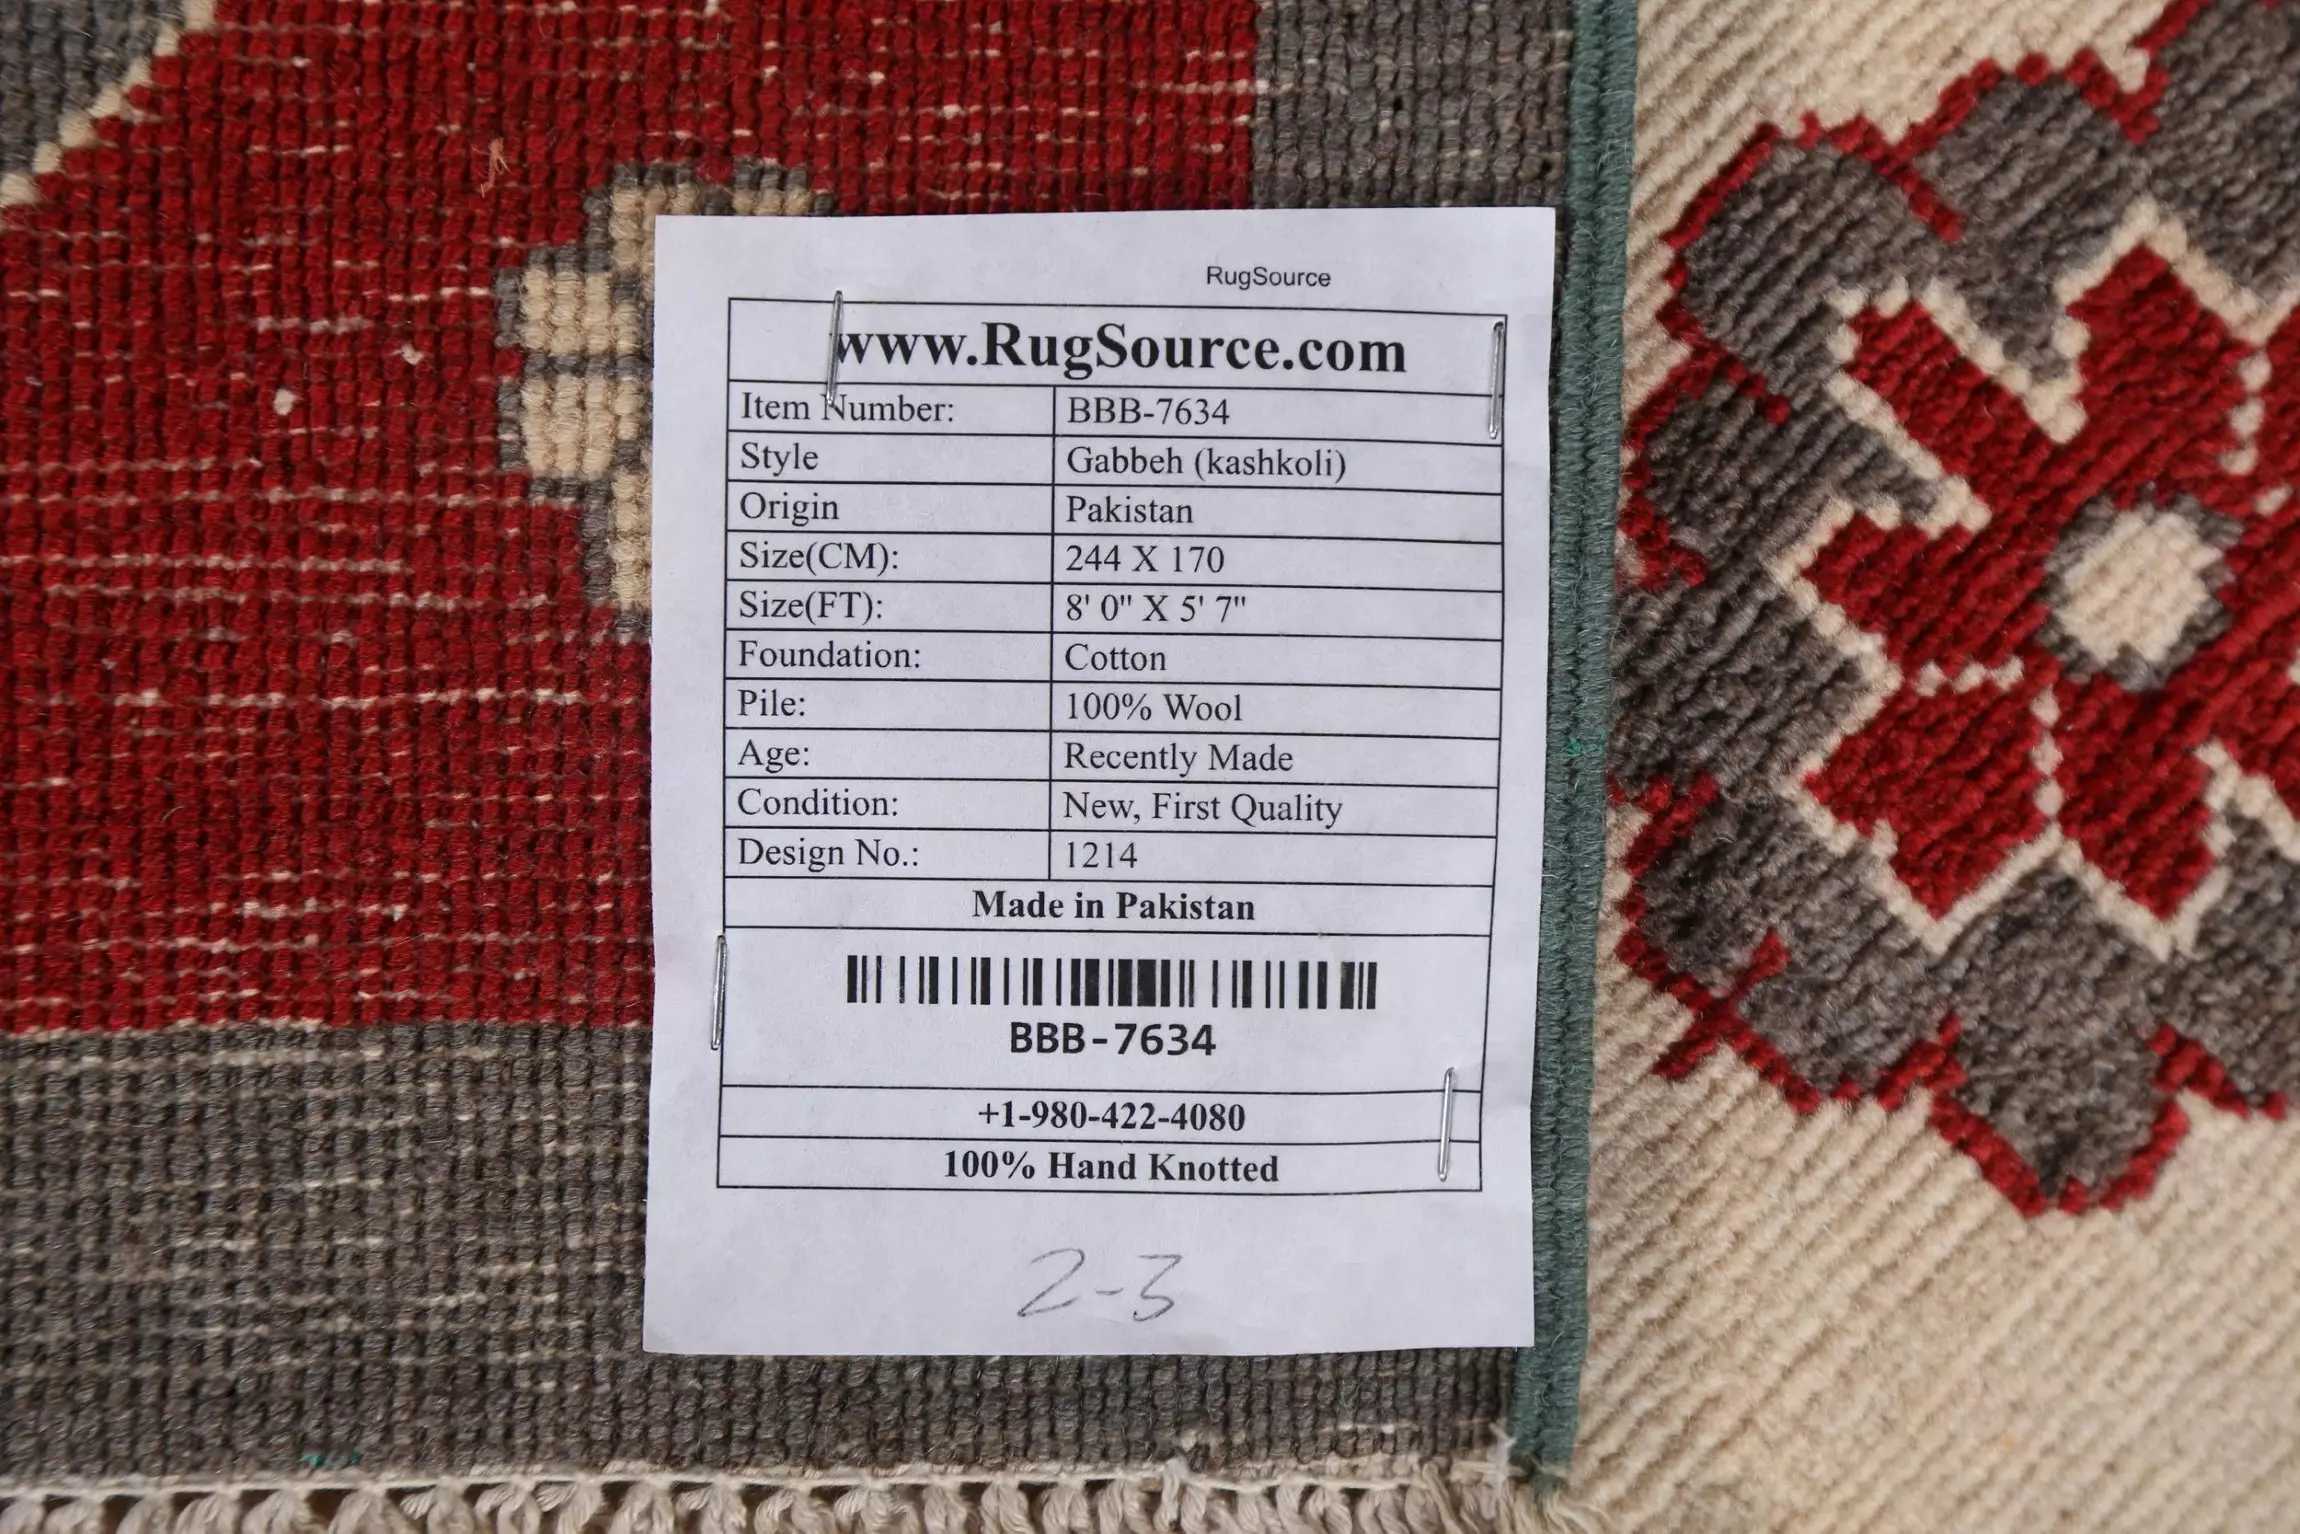 RugSource
www.RugSource.com
Item Number: BBB-7634
Style Gabbeh (kashkoli)
Origin Pakistan
Size(CM): 244 X 170
Size(FT): 8' 0" X 5' 7"
Foundation: Cotton
Pile: 100% Wool
Age: Recently Made
Condition: New, First Quality
Design No.: 1214
Made in Pakistan
BBB-7634
+1-980-422-4080
100% Hand Knotted
2-3